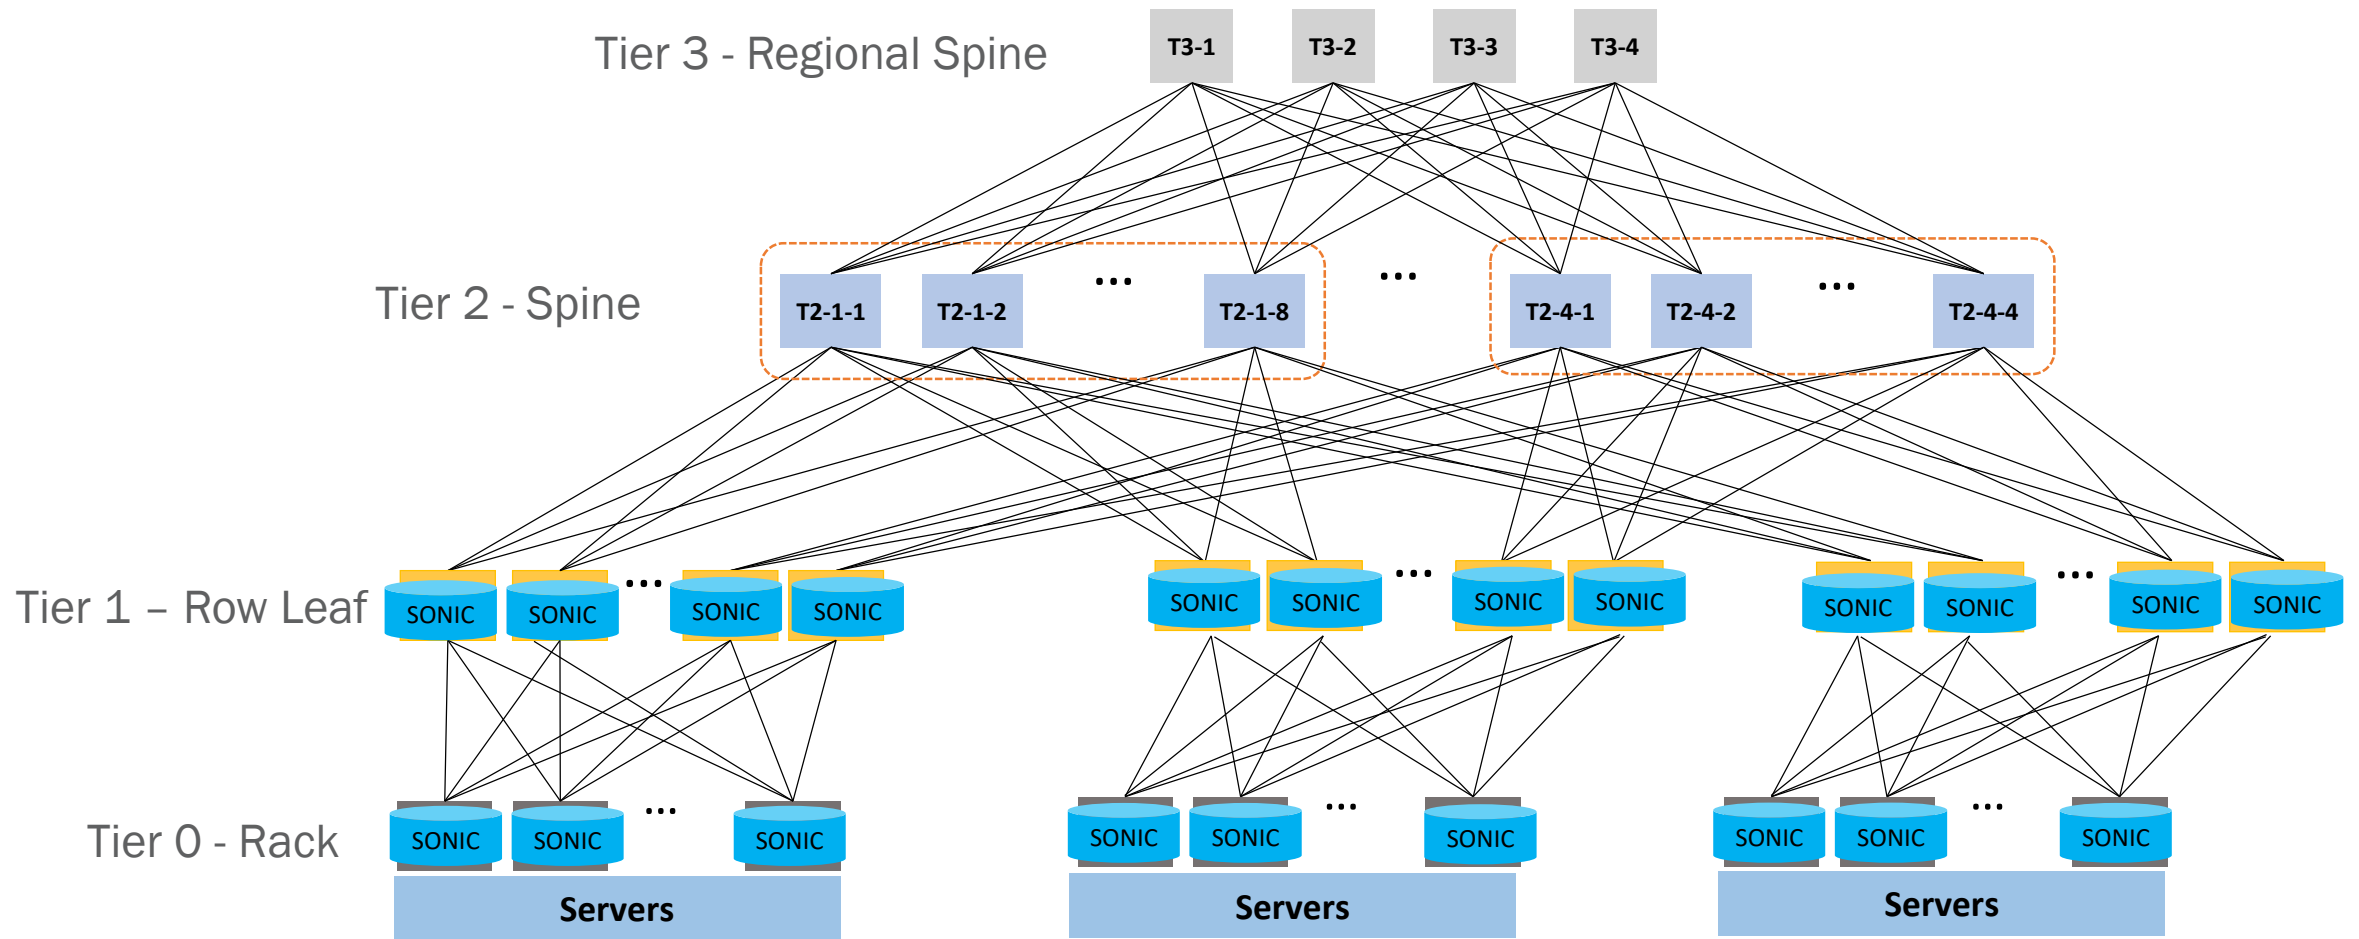 Tier 3 - Regional Spine
T3-1
T3-2
T3-3
T3-4
Tier 2 - Spine
T2-1-1
T2-1-2
...
T2-1-8
...
T2-4-1
T2-4-2
...
T2-4-4
Tier 1 – Row Leaf
SONIC
SONIC
...
SONIC
SONIC
SONIC
SONIC
...
SONIC
SONIC
SONIC
SONIC
...
SONIC
SONIC
Tier 0 - Rack
SONIC
SONIC
...
SONIC
SONIC
SONIC
...
SONIC
SONIC
SONIC
...
SONIC
Servers
Servers
Servers